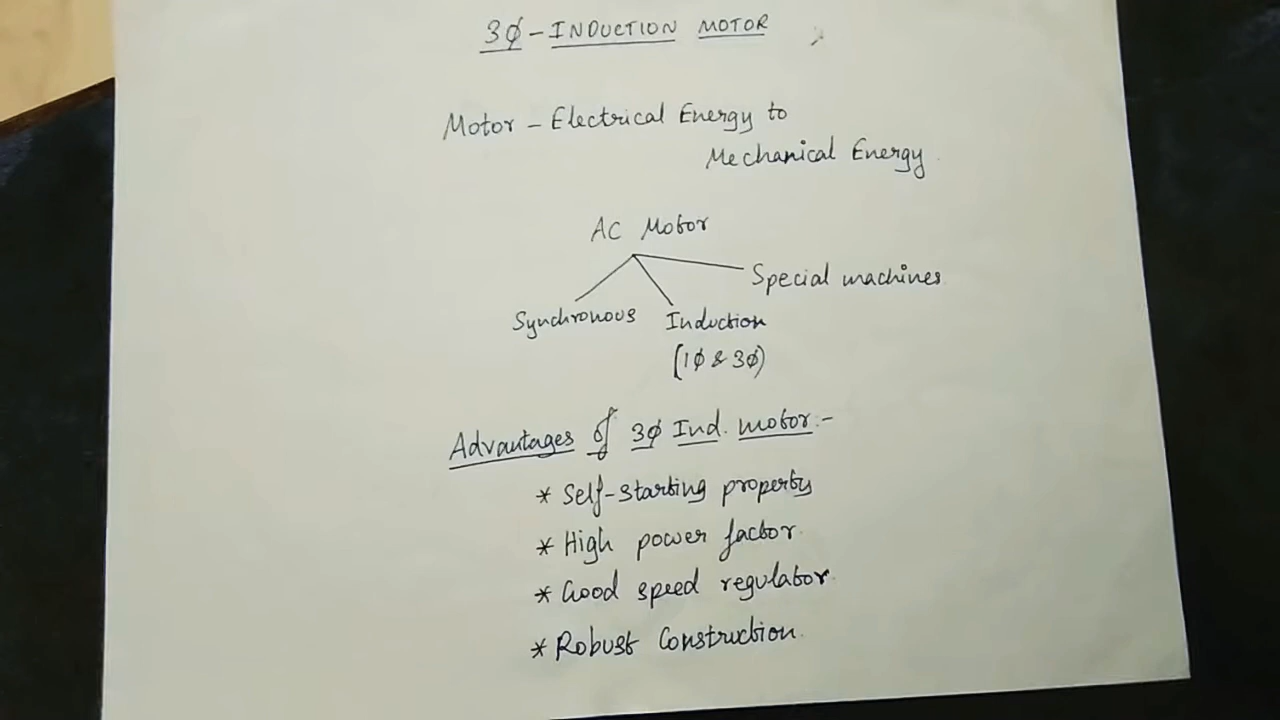 3ϕ-INDUCTION MOTOR
Motor - Electrical Energy to
Mechanical Energy.
AC Motor
Special machines
Synchronous Induction
(1ϕ & 3ϕ)
Advantages of 3ϕ Ind. motor:-
* Self-starting property
* High power factor.
* Good speed regulator.
* Robust Construction.